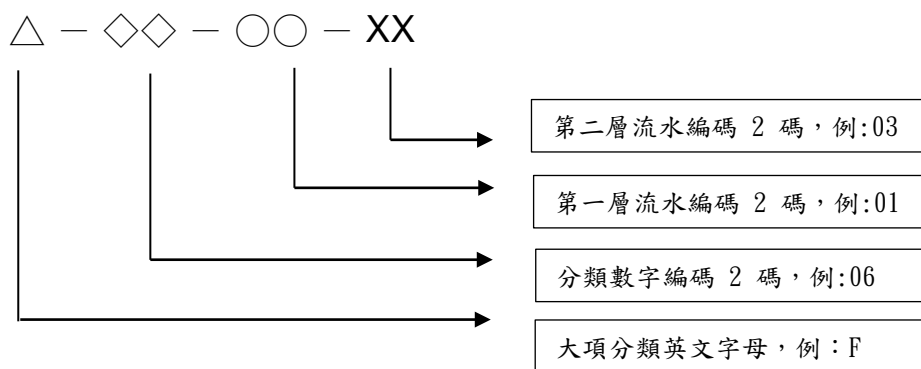 △ － ◇◇ － ○○ － XX
第二層流水編碼 2 碼，例:03
第一層流水編碼 2 碼，例:01
分類數字編碼 2 碼，例:06
大項分類英文字母，例：F